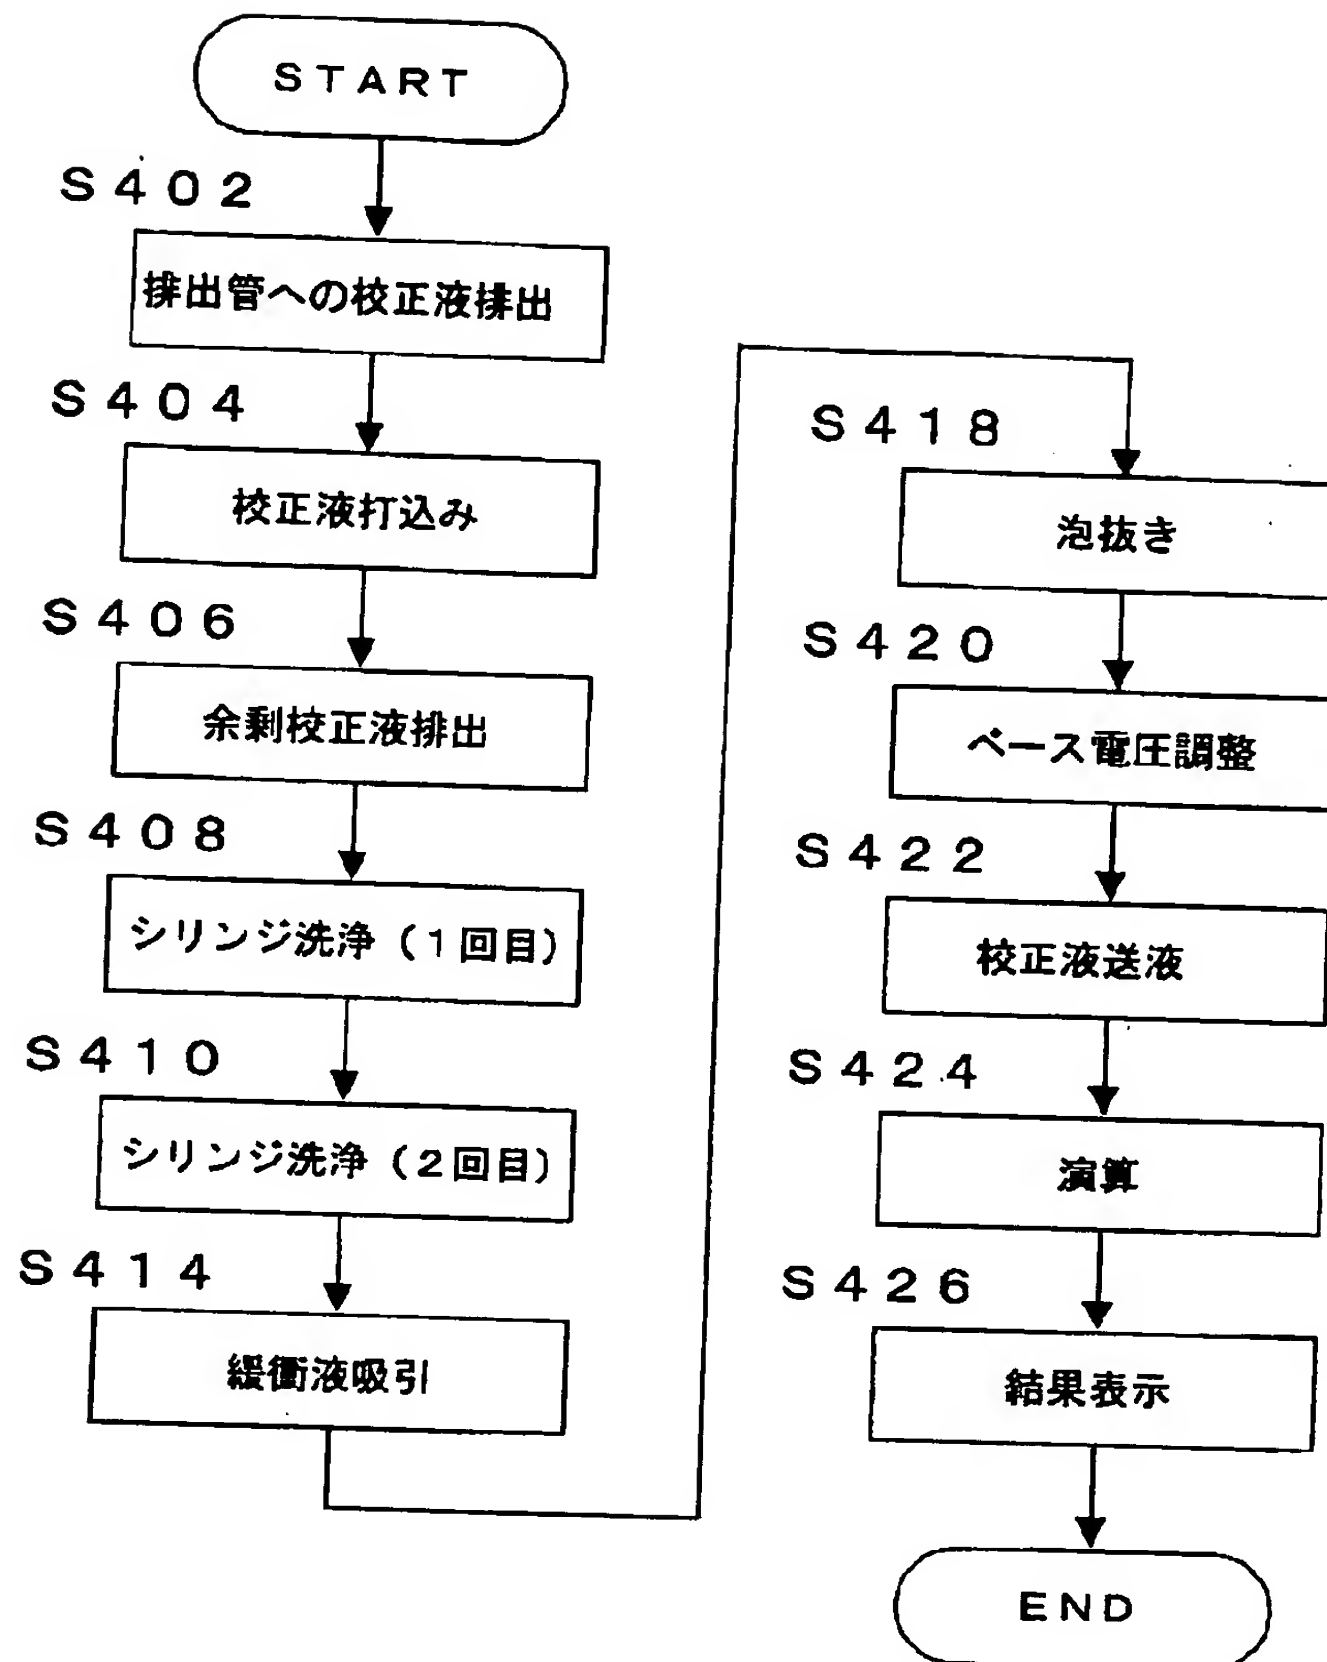 START
S402
排出管への校正液排出
S404
校正液打込み
S406
余剰校正液排出
S408
シリンジ洗浄(1回目)
S410
シリンジ洗浄(2回目)
S414
緩衝液吸引
S418
泡抜き
S420
ベース電圧調整
S422
校正液送液
S424
演算
S426
結果表示
END